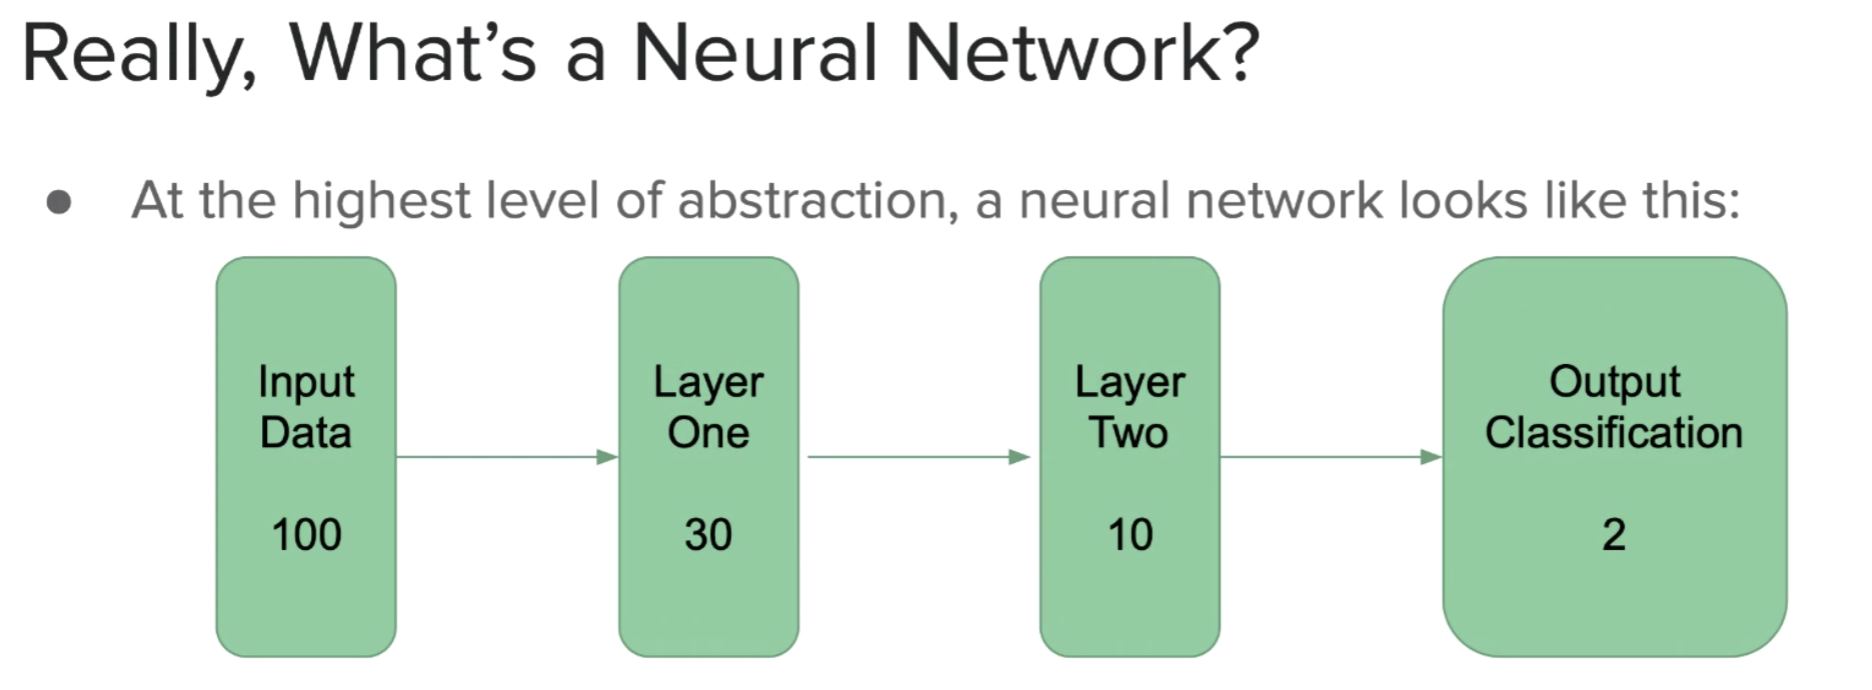 Really, What’s a Neural Network?
● At the highest level of abstraction, a neural network looks like this:
Input
Data
100
Layer
One
30
Layer
Two
10
Output
Classification
2